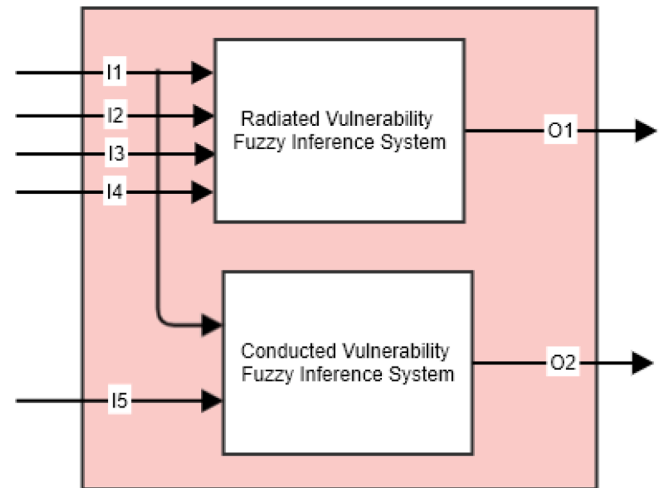 I1
I2
I3
I4
Radiated Vulnerability
Fuzzy Inference System
O1
Conducted Vulnerability
Fuzzy Inference System
O2
I5